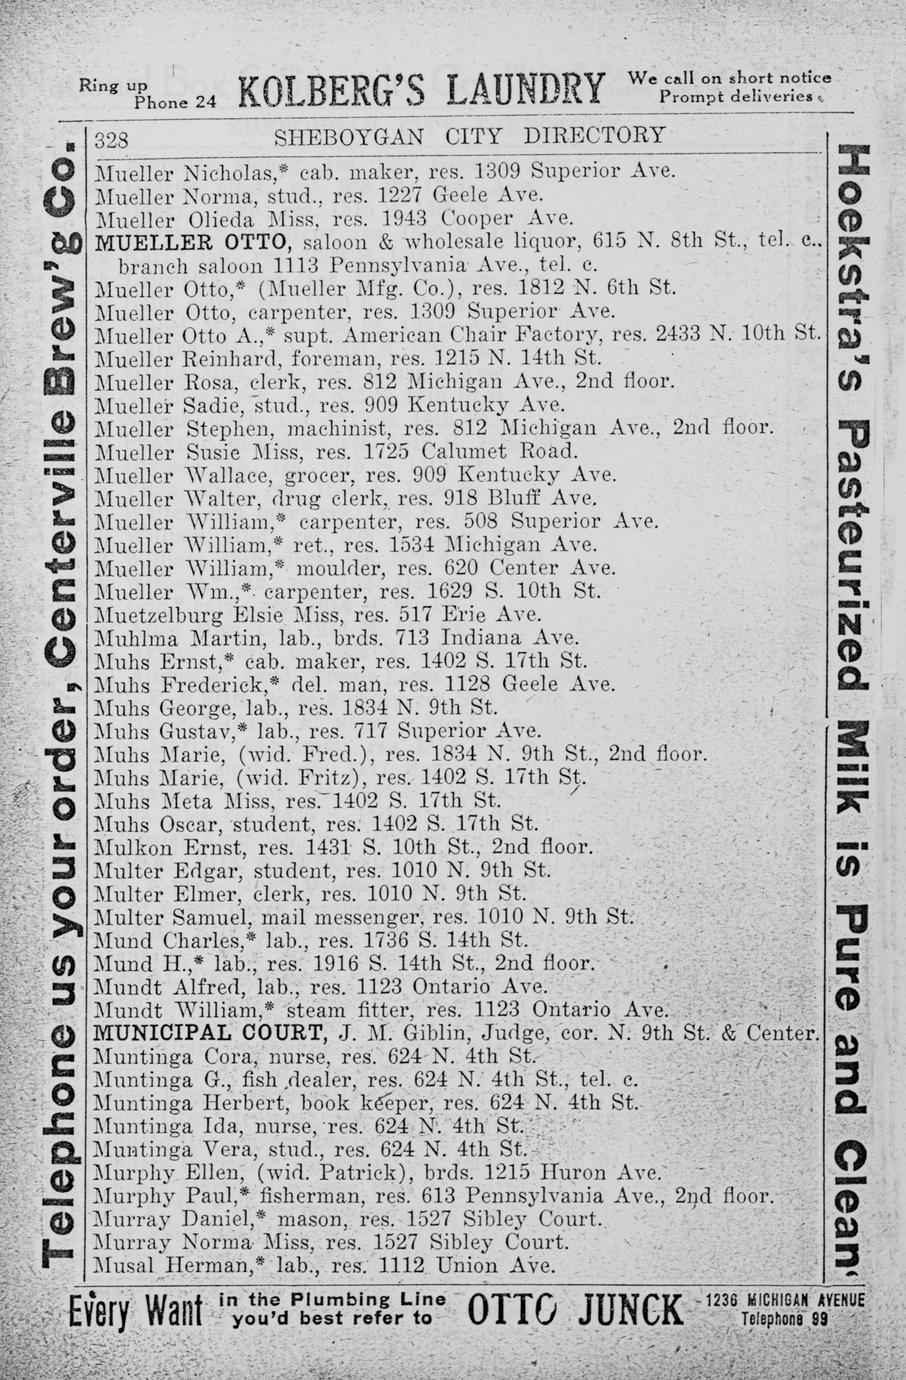 Ring up
Phone 24
KOLBERG'S LAUNDRY
We call on short notice
Prompt deliveries
328 SHEBOYGAN CITY DIRECTORY
Mueller Nicholas,* cab. maker, res. 1309 Superior Ave.
Mueller Norma, stud., res. 1227 Geele Ave.
Mueller Olieda Miss, res. 1943 Cooper Ave.
MUELLER OTTO, saloon & wholesale liquor, 615 N. 8th St., tel. c.,
branch saloon 1113 Pennsylvania Ave., tel. c.
Mueller Otto,* (Mueller Mfg. Co.), res. 1812 N. 6th St.
Mueller Otto, carpenter, res. 1309 Superior Ave.
Mueller Otto A.,* supt. American Chair Factory, res. 2433 N. 10th St.
Mueller Reinhard, foreman, res. 1215 N. 14th St.
Mueller Rosa, clerk, res. 812 Michigan Ave., 2nd floor.
Mueller Sadie, stud., res. 909 Kentucky Ave.
Mueller Stephen, machinist, res. 812 Michigan Ave., 2nd floor.
Mueller Susie Miss, res. 1725 Calumet Road.
Mueller Wallace, grocer, res. 909 Kentucky Ave.
Mueller Walter, drug clerk, res. 918 Bluff Ave.
Mueller William,* carpenter, res. 508 Superior Ave.
Mueller William,* ret., res. 1534 Michigan Ave.
Mueller William,* moulder, res. 620 Center Ave.
Mueller Wm.,* carpenter, res. 1629 S. 10th St.
Muetzelburg Elsie Miss, res. 517 Erie Ave.
Muhlma Martin, lab., brds. 713 Indiana Ave.
Muhs Ernst,* cab. maker, res. 1402 S. 17th St.
Muhs Frederick,* del. man, res. 1128 Geele Ave.
Muhs George, lab., res. 1834 N. 9th St.
Muhs Gustav,* lab., res. 717 Superior Ave.
Muhs Marie, (wid. Fred.), res. 1834 N. 9th St., 2nd floor.
Muhs Marie, (wid. Fritz), res. 1402 S. 17th St.
Muhs Meta Miss, res. 1402 S. 17th St.
Muhs Oscar, student, res. 1402 S. 17th St.
Mulkon Ernst, res. 1431 S. 10th St., 2nd floor.
Multer Edgar, student, res. 1010 N. 9th St.
Multer Elmer, clerk, res. 1010 N. 9th St.
Multer Samuel, mail messenger, res. 1010 N. 9th St.
Mund Charles,* lab., res. 1736 S. 14th St.
Mund H.,* lab., res. 1916 S. 14th St., 2nd floor.
Mundt Alfred, lab., res. 1123 Ontario Ave.
Mundt William,* steam fitter, res. 1123 Ontario Ave.
MUNICIPAL COURT, J. M. Giblin, Judge, cor. N. 9th St. & Center.
Muntinga Cora, nurse, res. 624 N. 4th St.
Muntinga G., fish dealer, res. 624 N. 4th St., tel. c.
Muntinga Herbert, book keeper, res. 624 N. 4th St.
Muntinga Ida, nurse, res. 624 N. 4th St.
Muntinga Vera, stud., res. 624 N. 4th St.
Murphy Ellen, (wid. Patrick), brds. 1215 Huron Ave.
Murphy Paul,* fisherman, res. 613 Pennsylvania Ave., 2nd floor.
Murray Daniel,* mason, res. 1527 Sibley Court.
Murray Norma Miss, res. 1527 Sibley Court.
Musal Herman,* lab., res. 1112 Union Ave.
Telephone us your order, Centerville Brew'g Co.
Hoekstra's Pasteurized Milk is Pure and Clean
Every Want
in the Plumbing Line
you'd best refer to
OTTO JUNCK
1236 MICHIGAN AVENUE
Telephone 99